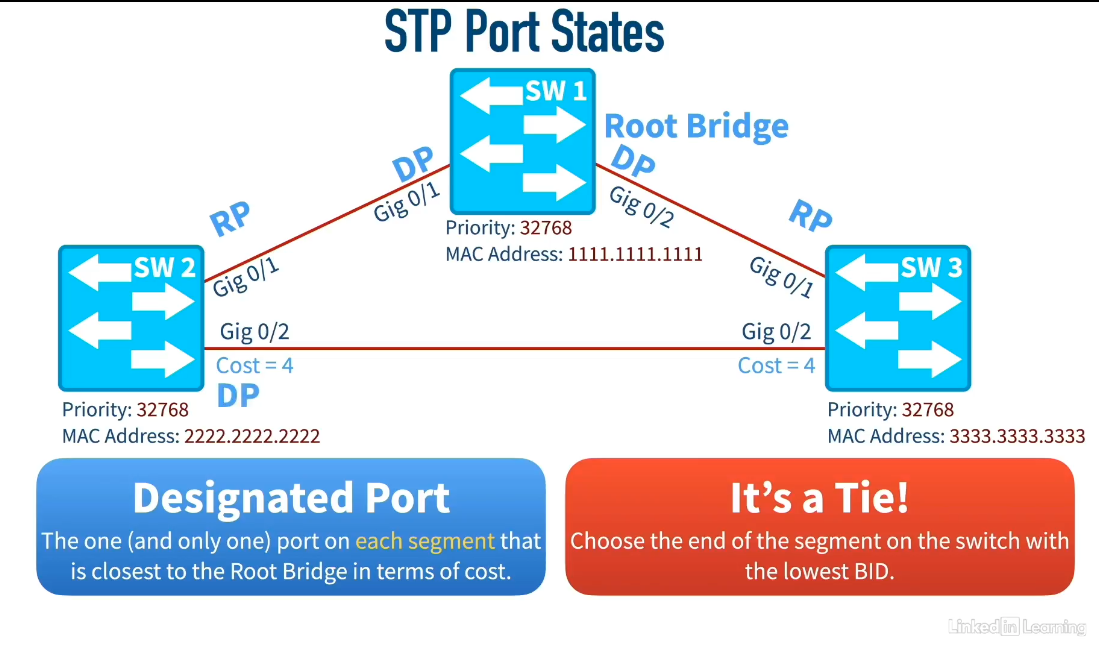 STP Port States
SW 1
Root Bridge
DP
DP
Gig 0/1
Gig 0/2
RP
RP
Priority: 32768
MAC Address: 1111.1111.1111
SW 2
SW 3
Gig 0/1
Gig 0/1
Gig 0/2
Gig 0/2
Cost = 4
Cost = 4
DP
Priority: 32768
MAC Address: 2222.2222.2222
Priority: 32768
MAC Address: 3333.3333.3333
Designated Port
The one (and only one) port on each segment that
is closest to the Root Bridge in terms of cost.
It’s a Tie!
Choose the end of the segment on the switch with
the lowest BID.
Linked in Learning